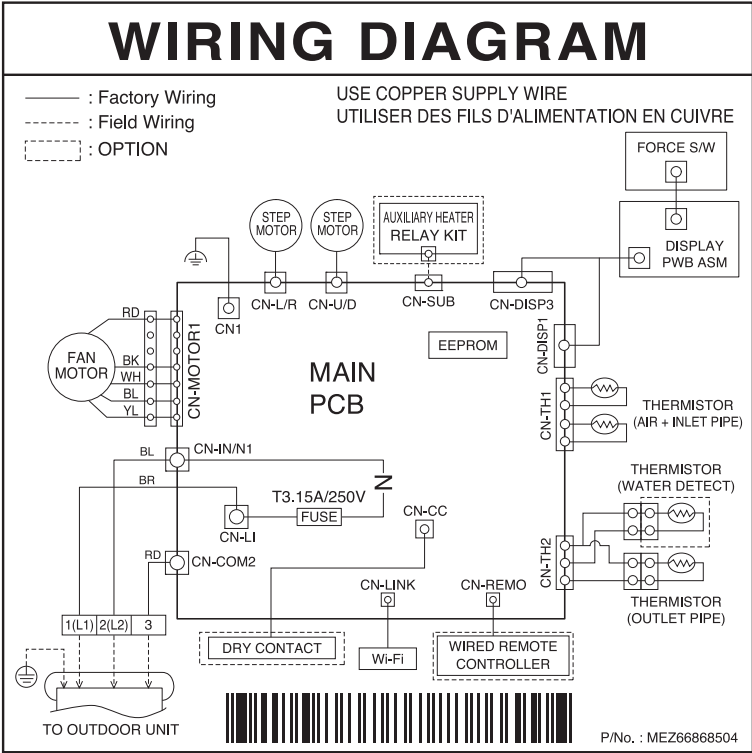 WIRING DIAGRAM
: Factory Wiring
: Field Wiring
: OPTION
USE COPPER SUPPLY WIRE
UTILISER DES FILS D'ALIMENTATION EN CUIVRE
FORCE S/W
DISPLAY
PWB ASM
STEP
MOTOR
STEP
MOTOR
AUXILIARY HEATER
RELAY KIT
CN1
CN-L/R
CN-U/D
CN-SUB
CN-DISP3
CN-DISP1
RD
BK
WH
BL
YL
FAN
MOTOR
CN-MOTOR1
MAIN
PCB
EEPROM
CN-TH1
THERMISTOR
(AIR + INLET PIPE)
BL
CN-IN/N1
BR
N
T3.15A/250V
FUSE
CN-LI
CN-CC
RD
CN-COM2
CN-TH2
THERMISTOR
(WATER DETECT)
THERMISTOR
(OUTLET PIPE)
CN-LINK
CN-REMO
1(L1) 2(L2) 3
DRY CONTACT
Wi-Fi
WIRED REMOTE
CONTROLLER
TO OUTDOOR UNIT
P/No. : MEZ66868504